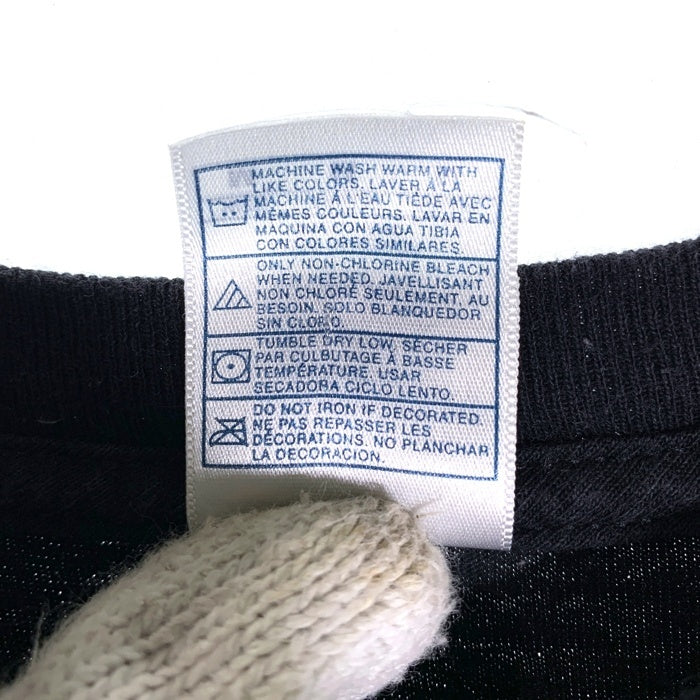 MACHINE WASH WARM WITH
LIKE COLORS. LAVER À LA
MACHINE À L'EAU TIÈDE AVEC
MÊMES COULEURS. LAVAR EN
MAQUINA CON AGUA TIBIA
CON COLORES SIMILARES.
ONLY NON-CHLORINE BLEACH
WHEN NEEDED. JAVELLISANT
NON CHLORÉ SEULEMENT, AU
BESOIN. SOLO BLANQUEDOR
SIN CLORO.
TUMBLE DRY LOW. SÉCHER
PAR CULBUTAGE À BASSE
TEMPÉRATURE. USAR
SECADORA CICLO LENTO.
DO NOT IRON IF DECORATED.
NE PAS REPASSER LES
DÉCORATIONS. NO PLANCHAR
LA DECORACION.